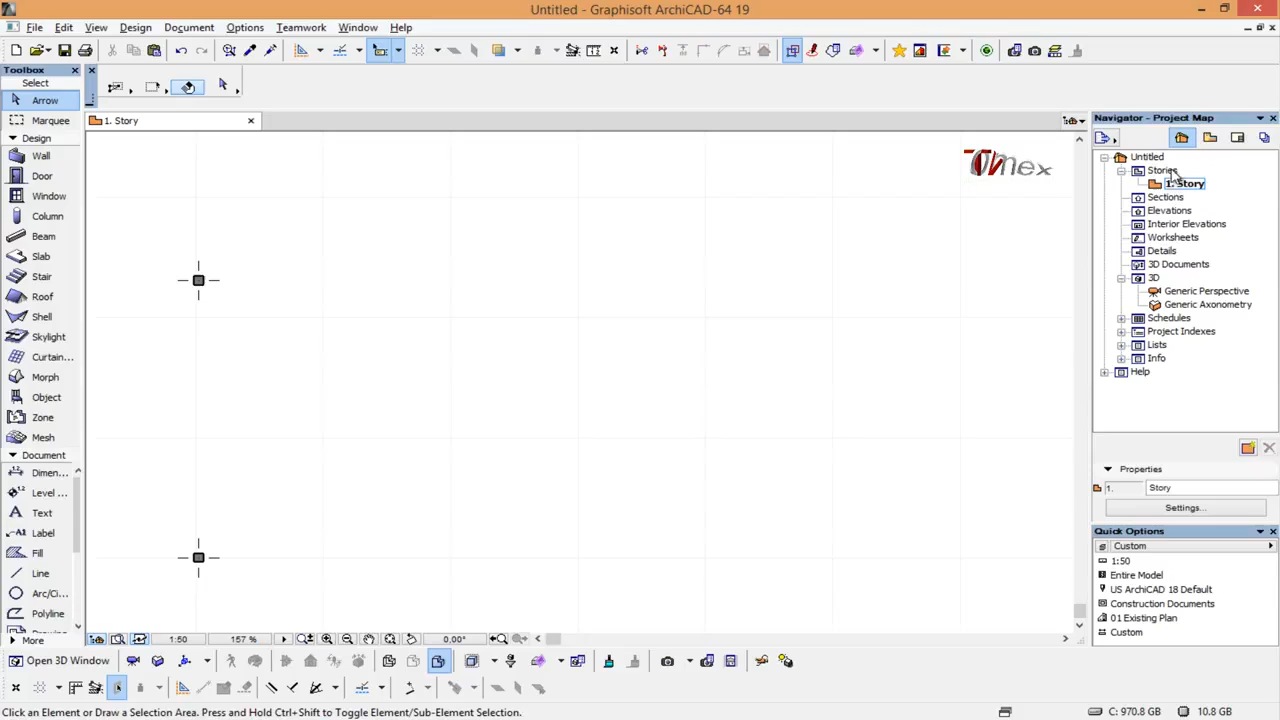 Untitled - Graphisoft ArchiCAD-64 19
File Edit View Design Document Options Teamwork Window Help
Toolbox
Select
Arrow
Marquee
Design
Wall
Door
Window
Column
Beam
Slab
Stair
Roof
Shell
Skylight
Curtain...
Morph
Object
Zone
Mesh
Document
Dimen...
Level ...
Text
Label
Fill
Line
Arc/Ci...
Polyline
More
1. Story
Navigator - Project Map
Untitled
Stories
1. Story
Sections
Elevations
Interior Elevations
Worksheets
Details
3D Documents
3D
Generic Perspective
Generic Axonometry
Schedules
Project Indexes
Lists
Info
Help
Properties
1. Story
Settings...
Quick Options
Custom
1:50
Entire Model
US ArchiCAD 18 Default
Construction Documents
01 Existing Plan
Custom
1:50 157 % 0,00°
Open 3D Window
Click an Element or Draw a Selection Area. Press and Hold Ctrl+Shift to Toggle Element/Sub-Element Selection.
C: 970.8 GB 10.8 GB